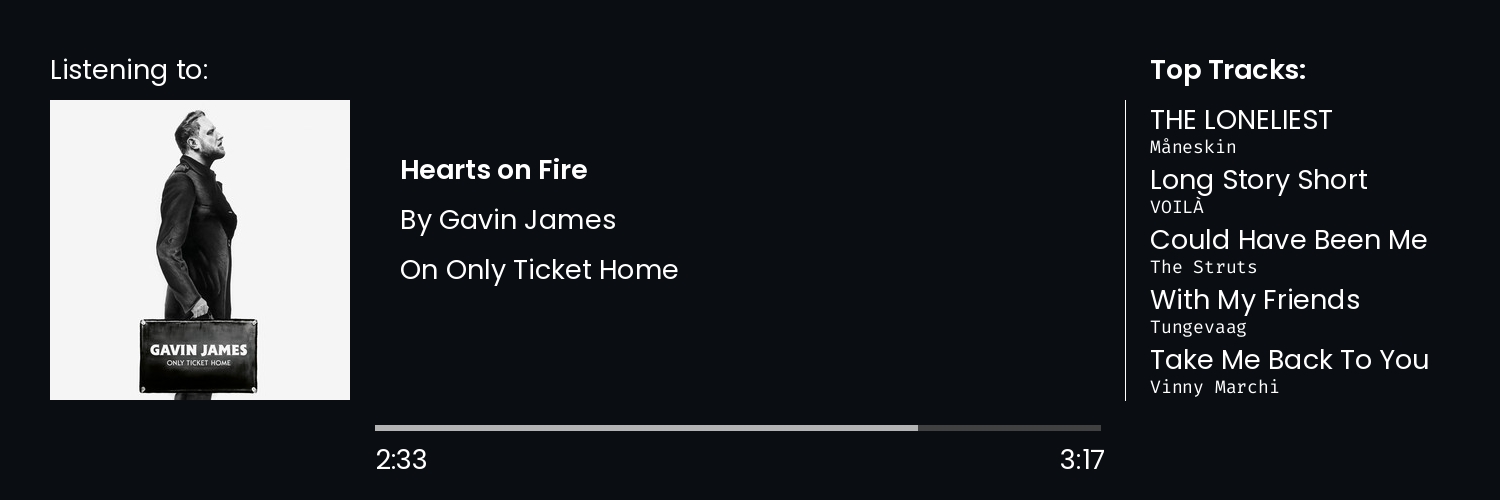 Listening to:
GAVIN JAMES
ONLY TICKET HOME
Hearts on Fire
By Gavin James
On Only Ticket Home
2:33
3:17
Top Tracks:
THE LONELIEST
Måneskin
Long Story Short
VOILÀ
Could Have Been Me
The Struts
With My Friends
Tungevaag
Take Me Back To You
Vinny Marchi